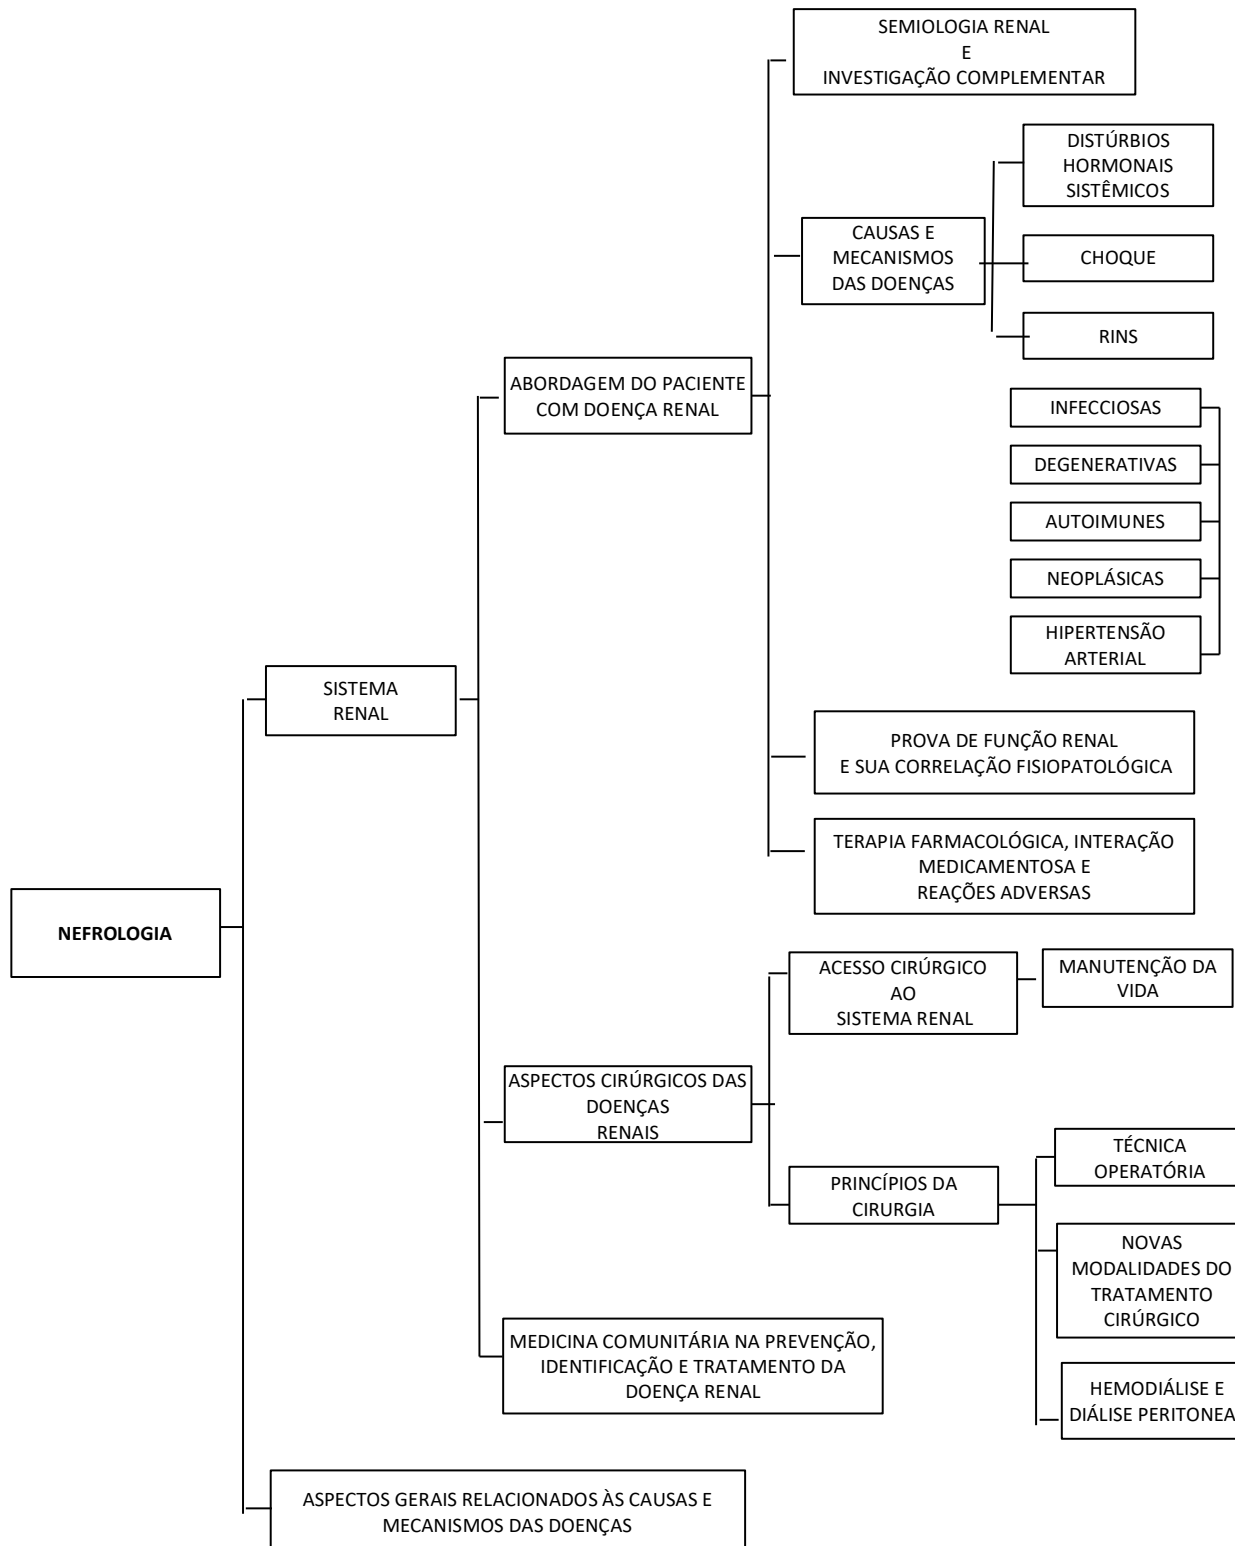 SEMIOLOGIA RENAL
E
INVESTIGAÇÃO COMPLEMENTAR
DISTÚRBIOS
HORMONAIS
SISTÊMICOS
CAUSAS E
MECANISMOS
DAS DOENÇAS
CHOQUE
RINS
ABORDAGEM DO PACIENTE
COM DOENÇA RENAL
INFECCIOSAS
DEGENERATIVAS
AUTOIMUNES
NEOPLÁSICAS
HIPERTENSÃO
ARTERIAL
SISTEMA
RENAL
PROVA DE FUNÇÃO RENAL
E SUA CORRELAÇÃO FISIOPATOLÓGICA
TERAPIA FARMACOLÓGICA, INTERAÇÃO
MEDICAMENTOSA E
REAÇÕES ADVERSAS
NEFROLOGIA
ACESSO CIRÚRGICO
AO
SISTEMA RENAL
MANUTENÇÃO DA
VIDA
ASPECTOS CIRÚRGICOS DAS
DOENÇAS
RENAIS
PRINCÍPIOS DA
CIRURGIA
TÉCNICA
OPERATÓRIA
NOVAS
MODALIDADES DO
TRATAMENTO
CIRÚRGICO
HEMODIÁLISE E
DIÁLISE PERITONEA
MEDICINA COMUNITÁRIA NA PREVENÇÃO,
IDENTIFICAÇÃO E TRATAMENTO DA
DOENÇA RENAL
ASPECTOS GERAIS RELACIONADOS ÀS CAUSAS E
MECANISMOS DAS DOENÇAS